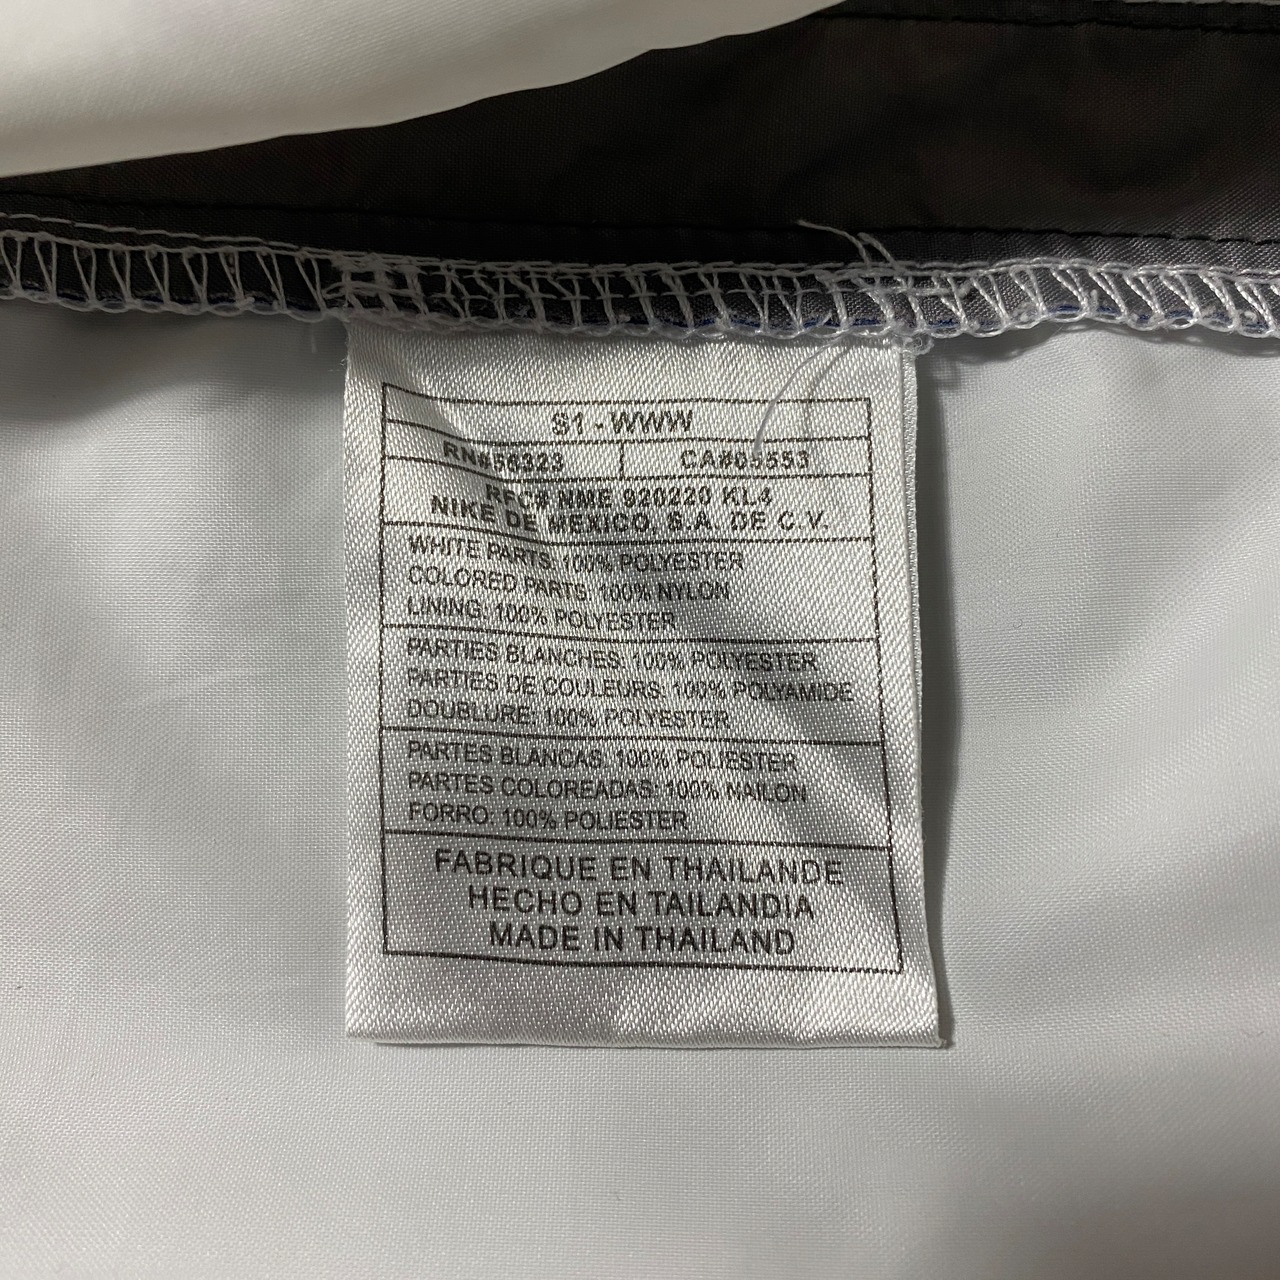 S1 - WWW
RN#56323 CA#05553
RFC# NME 920220 KL4
NIKE DE MEXICO, S.A. DE C.V.
WHITE PARTS: 100% POLYESTER
COLORED PARTS: 100% NYLON
LINING: 100% POLYESTER
PARTIES BLANCHES: 100% POLYESTER
PARTIES DE COULEURS: 100% POLYAMIDE
DOUBLURE: 100% POLYESTER
PARTES BLANCAS: 100% POLIESTER
PARTES COLOREADAS: 100% NAILON
FORRO: 100% POLIESTER
FABRIQUE EN THAILANDE
HECHO EN TAILANDIA
MADE IN THAILAND